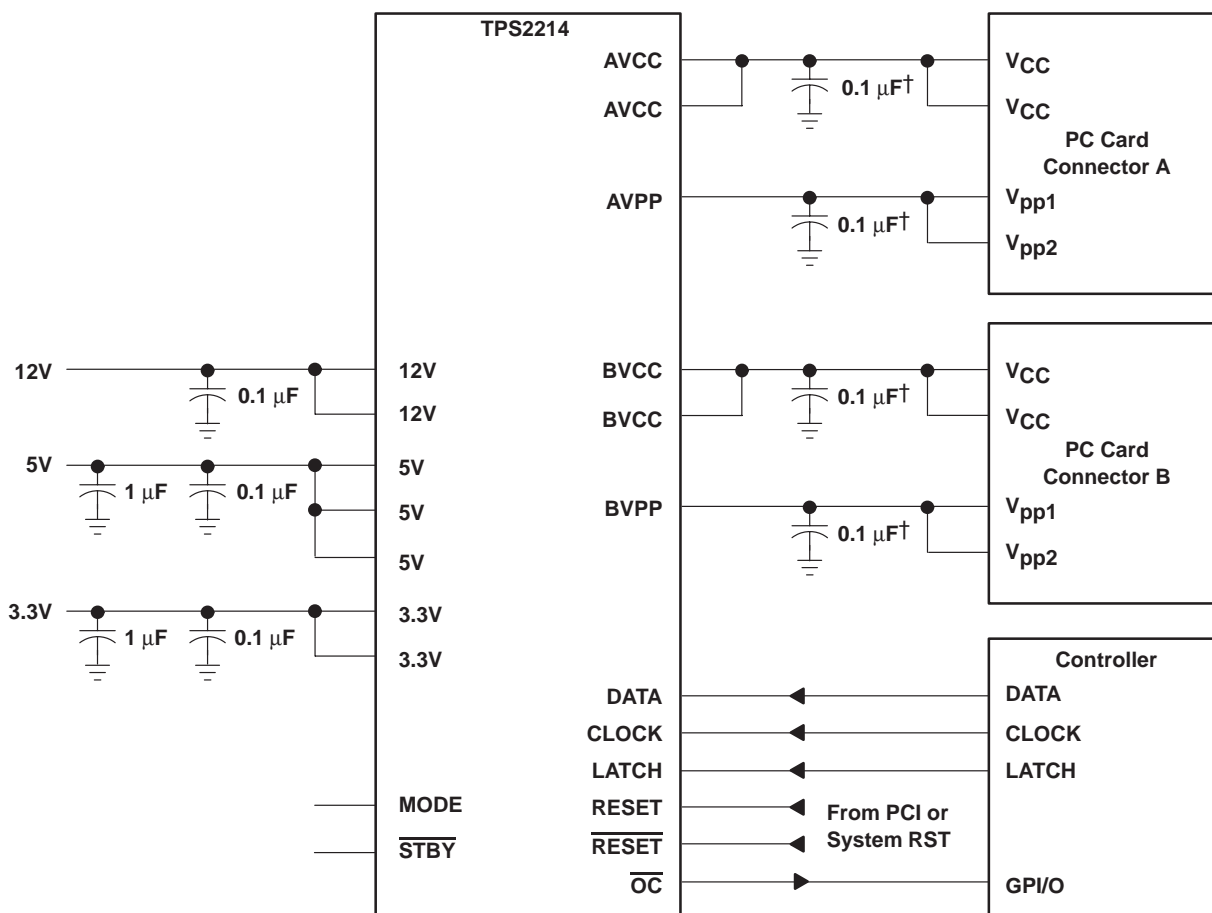 TPS2214
AVCC
0.1 µF†
VCC
AVCC
VCC
PC Card
Connector A
AVPP
0.1 µF†
Vpp1
Vpp2
12V
0.1 µF
12V
12V
BVCC
0.1 µF†
VCC
BVCC
VCC
PC Card
Connector B
5V
1 µF
0.1 µF
5V
5V
5V
BVPP
0.1 µF†
Vpp1
Vpp2
3.3V
1 µF
0.1 µF
3.3V
3.3V
Controller
DATA
DATA
CLOCK
CLOCK
LATCH
LATCH
MODE
RESET
From PCI or
System RST
STBY
RESET
OC
GPI/O